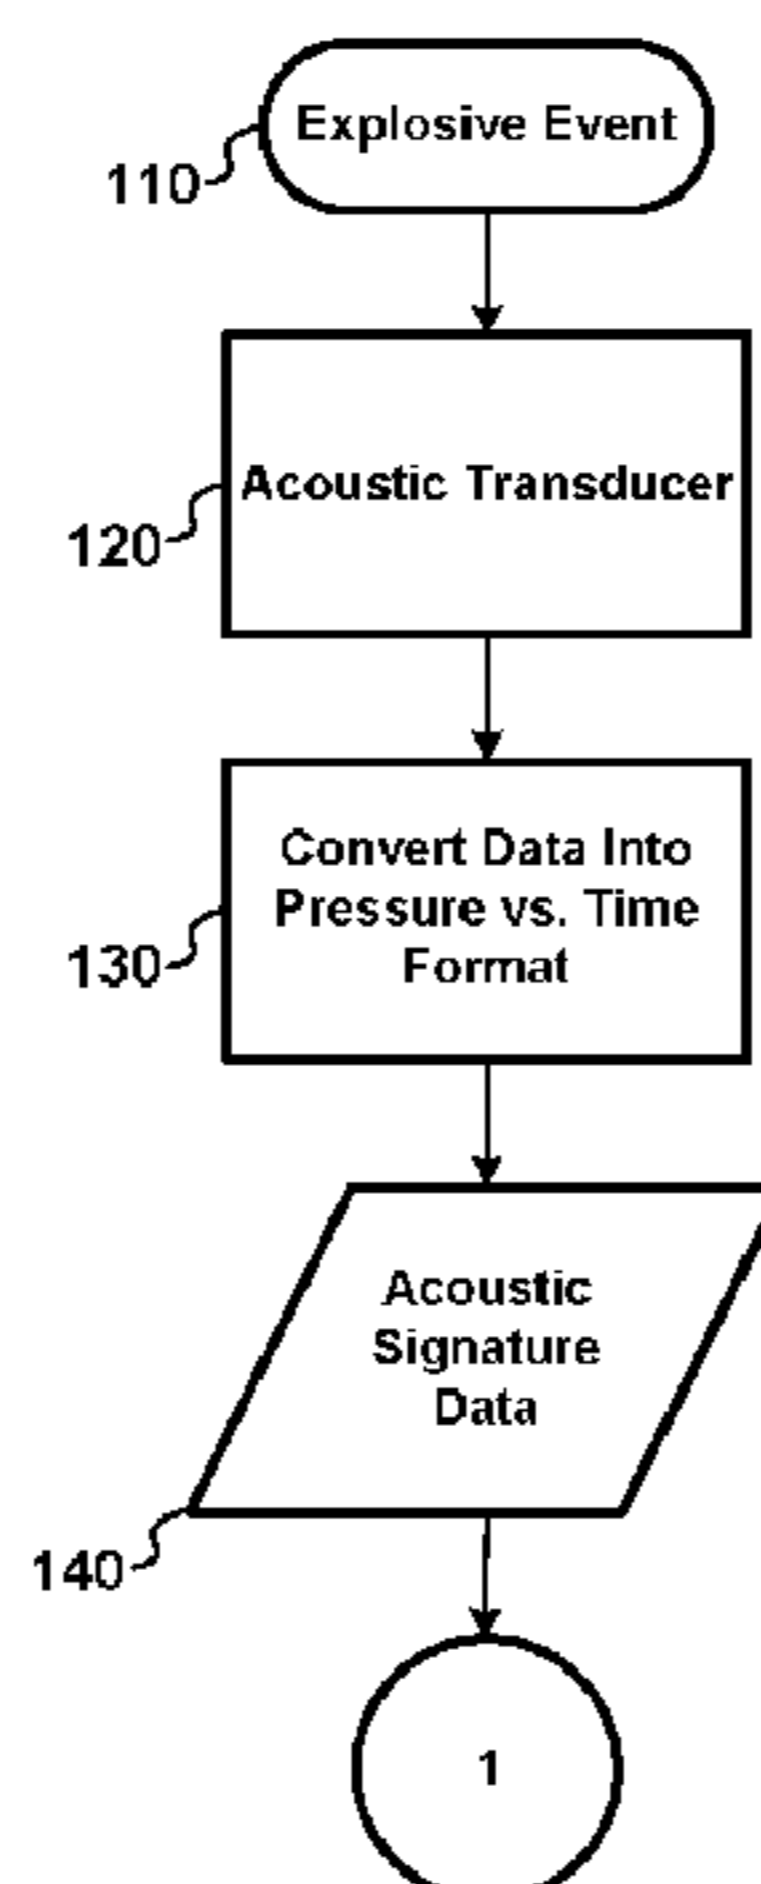 Explosive Event
110
Acoustic Transducer
120
Convert Data Into
Pressure vs. Time
Format
130
Acoustic
Signature
Data
140
1